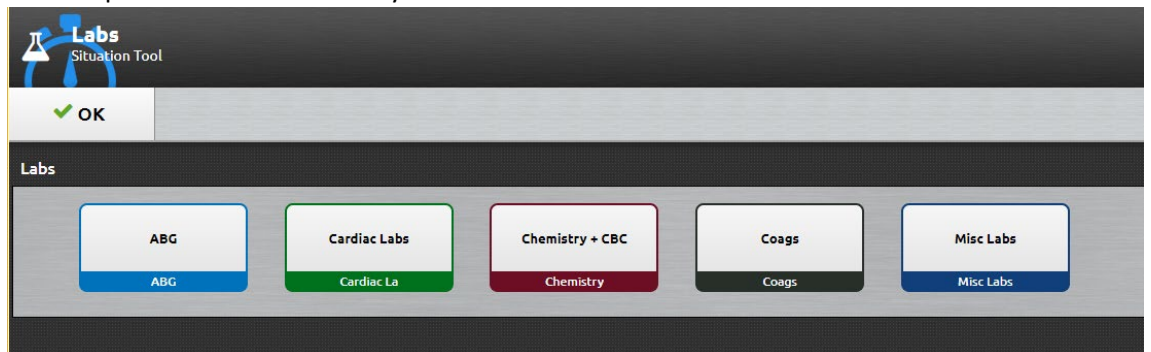 Labs
Situation Tool
OK
Labs
ABG
ABG
Cardiac Labs
Cardiac La
Chemistry + CBC
Chemistry
Coags
Coags
Misc Labs
Misc Labs